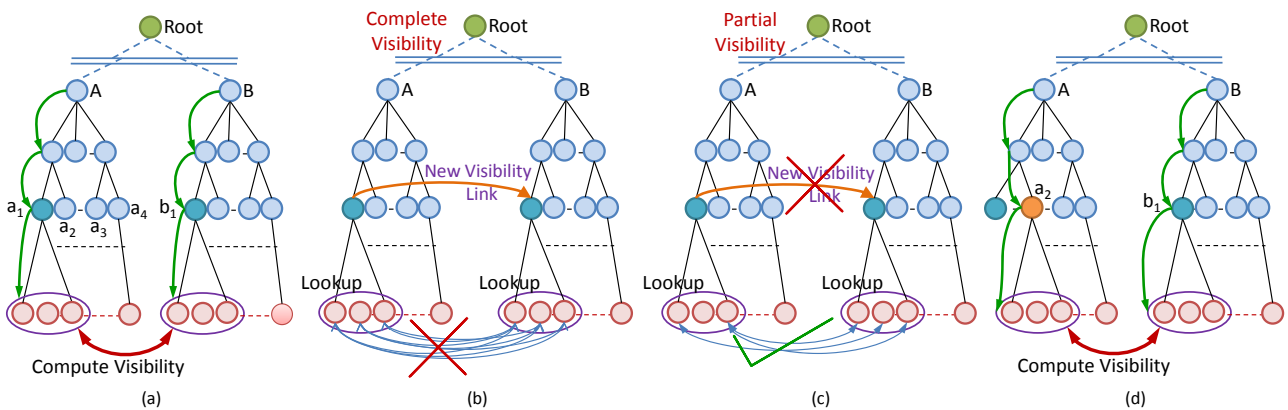 Root
A
B
a1
a2
a3
a4
b1
Compute Visibility
(a)
Complete
Visibility
Root
A
B
New Visibility
Link
Lookup
Lookup
(b)
Partial
Visibility
Root
A
B
New Visibility
Link
Lookup
Lookup
(c)
Root
A
B
a2
b1
Compute Visibility
(d)